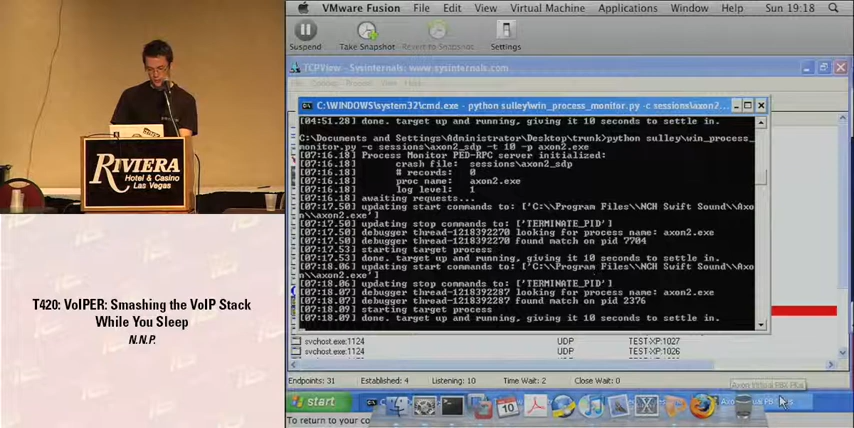 VMware Fusion File Edit View Virtual Machine Applications Window Help Sun 19:18
Suspend Take Snapshot Revert to Snapshot Settings
TCPView - Sysinternals: www.sysinternals.com
C:\WINDOWS\system32\cmd.exe - python sulley\win_process_monitor.py -c sessions\axon2...
[04:51.28] done. target up and running, giving it 10 seconds to settle in.
C:\Documents and Settings\Administrator\Desktop\trunk>python sulley\win_process_
monitor.py -c sessions\axon2_sdp -t 10 -p axon2.exe
[07:16.18] Process Monitor PED-RPC server initialized:
[07:16.18] crash file: sessions\axon2_sdp
[07:16.18] # records: 0
[07:16.18] proc name: axon2.exe
[07:16.18] log level: 1
[07:16.18] awaiting requests...
[07:17.50] updating start commands to: ['C:\\Program Files\\NCH Swift Sound\\Axo
n\\axon2.exe']
[07:17.50] updating stop commands to: ['TERMINATE_PID']
[07:17.50] debugger thread-1218392270 looking for process name: axon2.exe
[07:17.50] debugger thread-1218392270 found match on pid 7704
[07:17.53] starting target process
[07:17.53] done. target up and running, giving it 10 seconds to settle in.
[07:18.06] updating start commands to: ['C:\\Program Files\\NCH Swift Sound\\Axo
n\\axon2.exe']
[07:18.06] updating stop commands to: ['TERMINATE_PID']
[07:18.07] debugger thread-1218392287 looking for process name: axon2.exe
[07:18.07] debugger thread-1218392287 found match on pid 2376
[07:18.09] starting target process
[07:18.09] done. target up and running, giving it 10 seconds to settle in.
svchost.exe:1124 UDP TEST-XP:1027
svchost.exe:1124 UDP TEST-XP:1026
Endpoints: 31 Established: 4 Listening: 10 Time Wait: 2 Close Wait: 0
start
To return to your co
RIVIERA
Hotel & Casino
Las Vegas
T420: VoIPER: Smashing the VoIP Stack
While You Sleep
N.N.P.